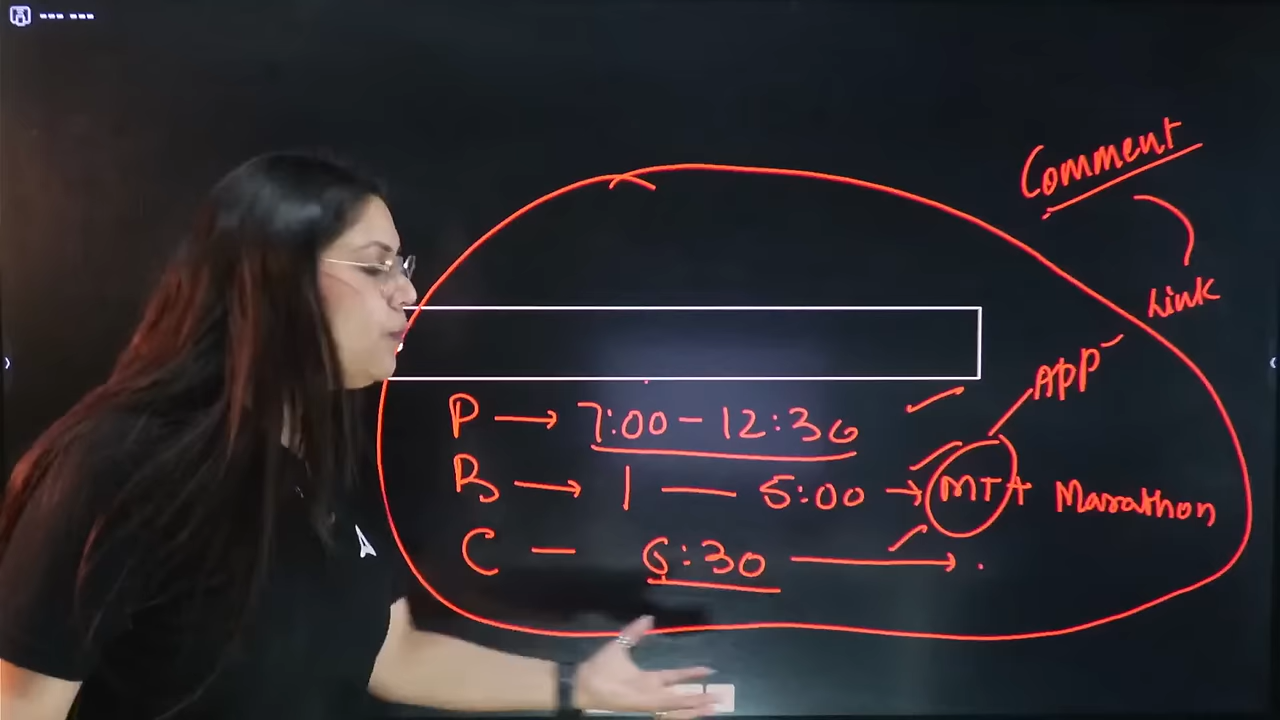 Comment
Link
APP
P → 7:00 - 12:30
B → 1 — 5:00 → MT + Marathon
C — 6:30 →